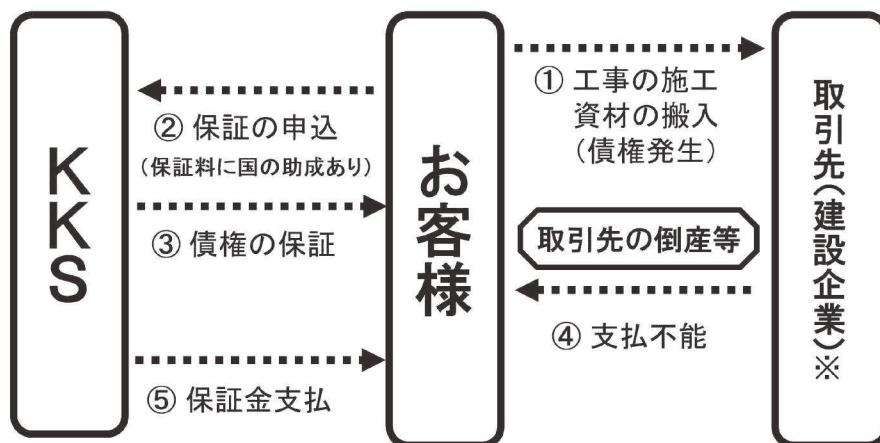 KKS
② 保証の申込
(保証料に国の助成あり)
③ 債権の保証
⑤ 保証金支払
お客様
① 工事の施工
資材の搬入
(債権発生)
取引先の倒産等
④ 支払不能
取引先(建設企業)※